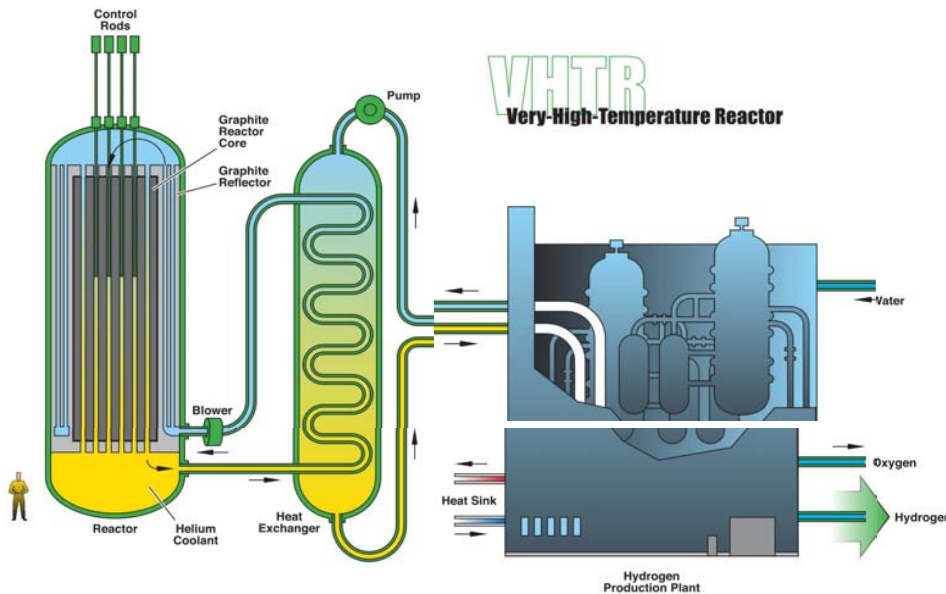 Control
Rods
VHTR
Very-High-Temperature Reactor
Pump
Graphite
Reactor
Core
Graphite
Reflector
Water
Blower
Oxygen
Heat Sink
Hydrogen
Reactor
Helium
Coolant
Heat
Exchanger
Hydrogen
Production Plant